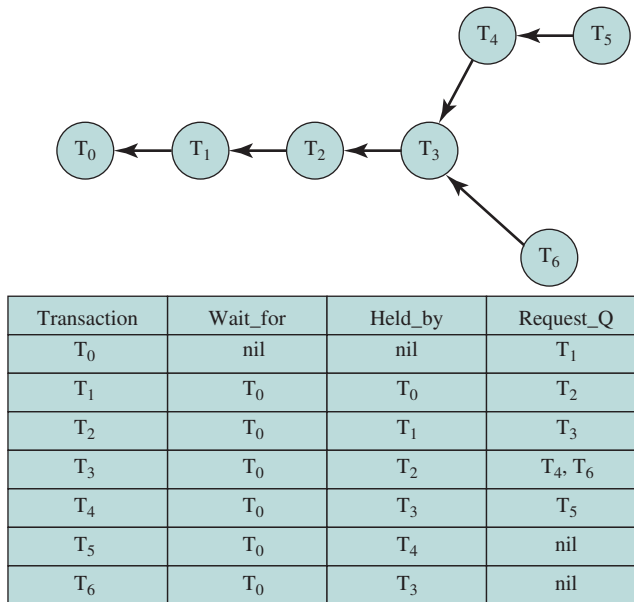 T₄ T₅
T₀ T₁ T₂ T₃
T₆
Transaction Wait_for Held_by Request_Q
T₀ nil nil T₁
T₁ T₀ T₀ T₂
T₂ T₀ T₁ T₃
T₃ T₀ T₂ T₄, T₆
T₄ T₀ T₃ T₅
T₅ T₀ T₄ nil
T₆ T₀ T₃ nil